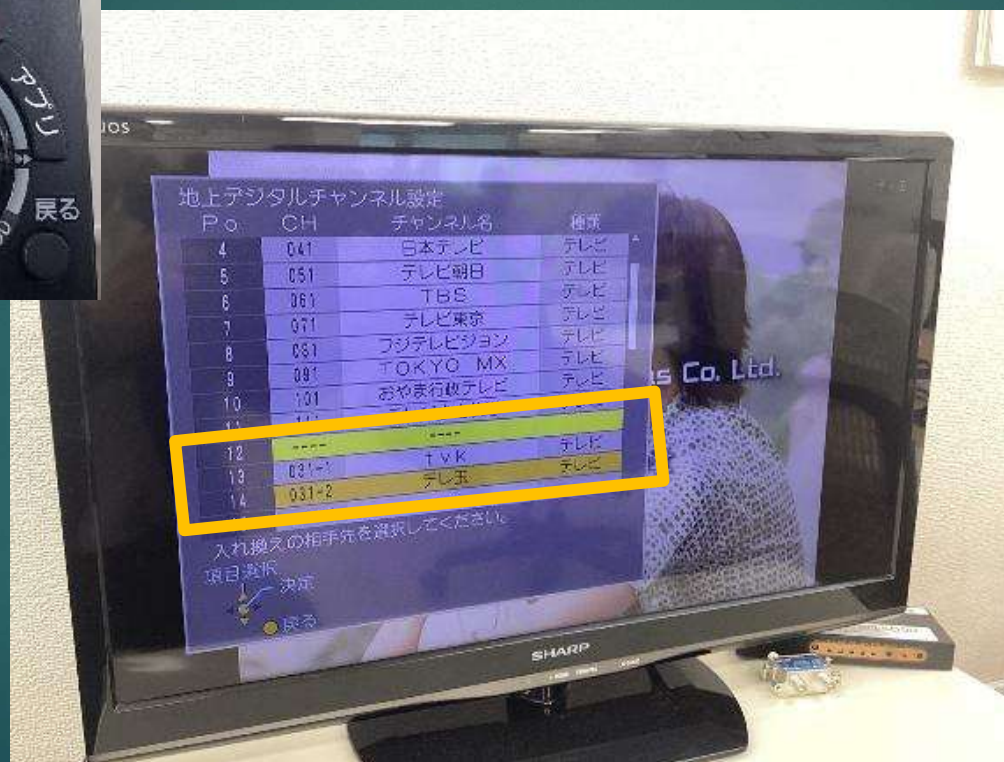 アプリ
戻る
地上デジタルチャンネル設定
Po CH チャンネル名 種類
4 041 日本テレビ テレビ
5 051 テレビ朝日 テレビ
6 061 TBS テレビ
7 071 テレビ東京 テレビ
8 081 フジテレビジョン テレビ
9 091 TOKYO MX テレビ
10 101 おやま行政テレビ テレビ
11
12 ---- ----
13 031-1 tvk テレビ
14 031-2 テレ玉 テレビ
入れ換えの相手先を選択してください。
項目選択
決定
戻る
s Co. Ltd.
SHARP